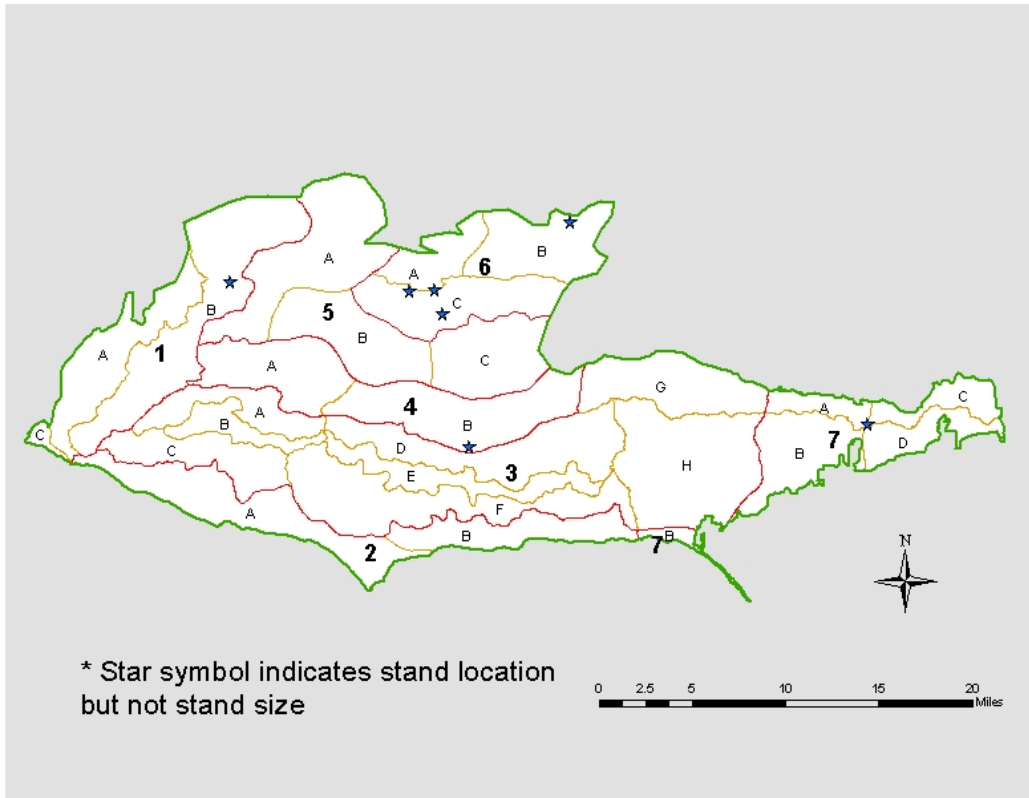 A
A
B
6
C
B
5
A
B
1
A
B
C
A
4
G
A
C
B
A
B
7
D
C
D
3
B
C
E
H
F
A
B
2
7
B
N
* Star symbol indicates stand location
but not stand size
0 2.5 5 10 15 20
Miles